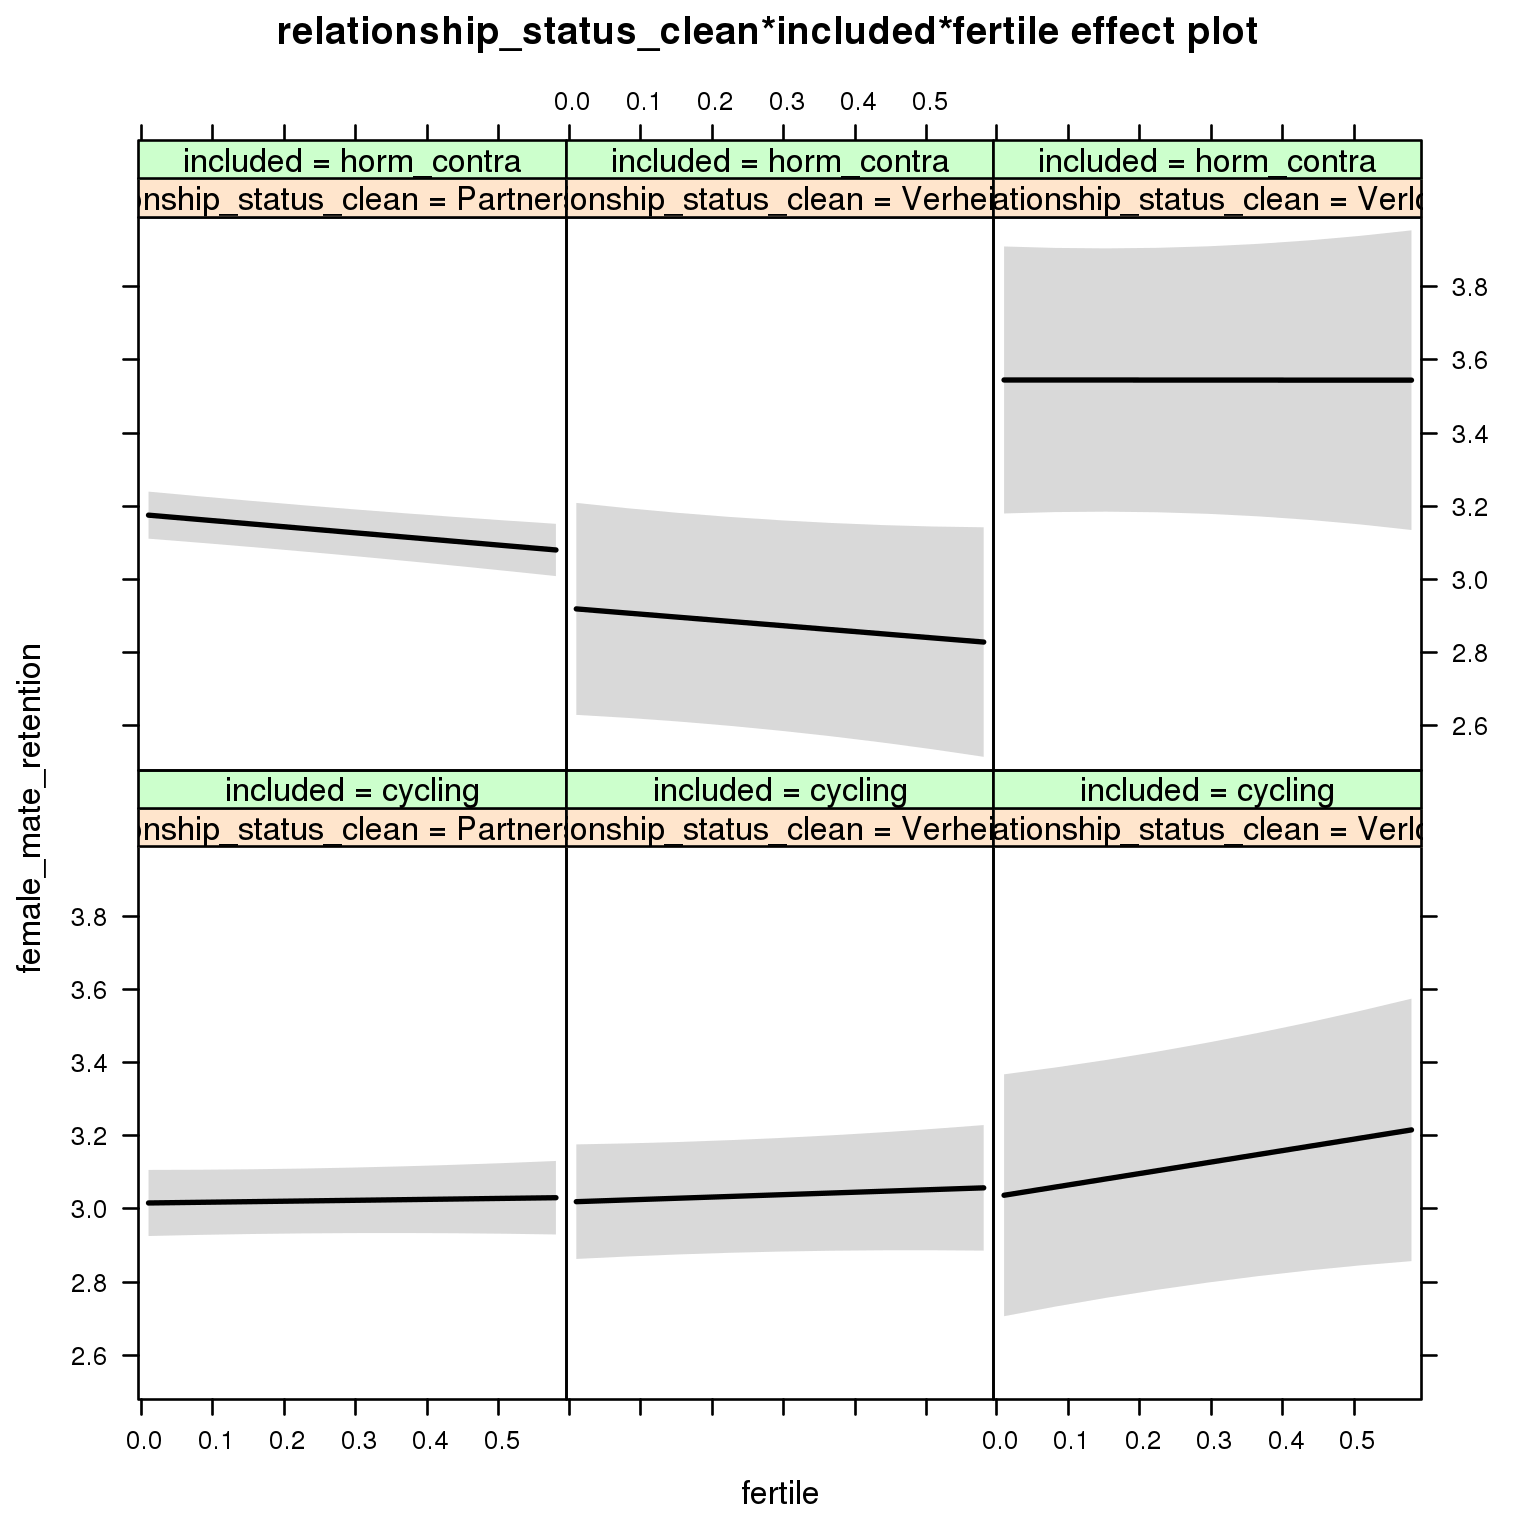 relationship_status_clean*included*fertile effect plot
0.0 0.1 0.2 0.3 0.4 0.5
included = horm_contra included = horm_contra included = horm_contra
onship_status_clean = Partners onship_status_clean = Verhei ationship_status_clean = Verlo
3.8
3.6
3.4
3.2
3.0
2.8
2.6
included = cycling included = cycling included = cycling
onship_status_clean = Partners onship_status_clean = Verhei ationship_status_clean = Verlo
female_mate_retention
3.8
3.6
3.4
3.2
3.0
2.8
2.6
0.0 0.1 0.2 0.3 0.4 0.5 0.0 0.1 0.2 0.3 0.4 0.5
fertile